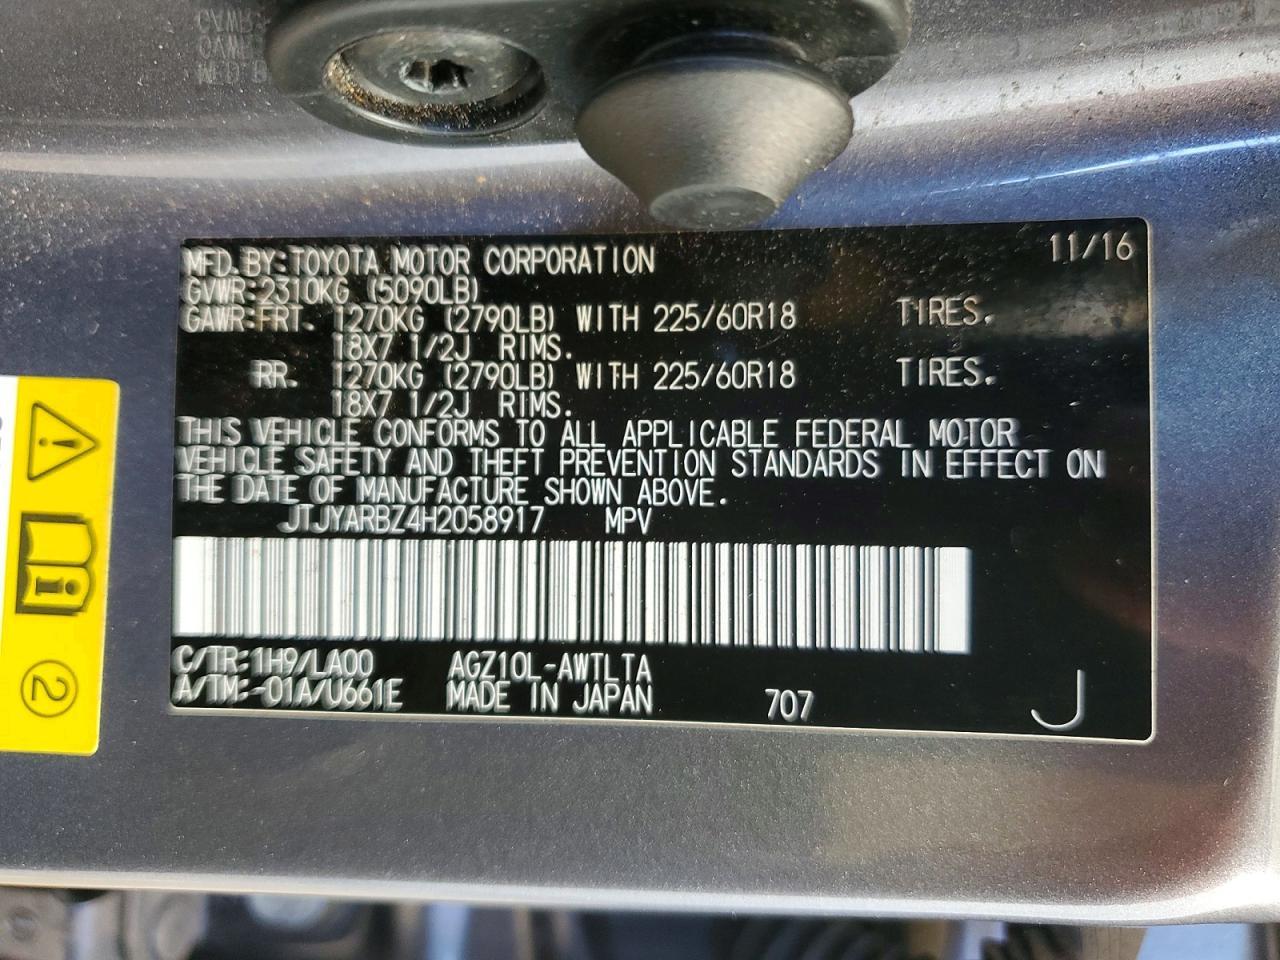 MFD.BY:TOYOTA MOTOR CORPORATION 11/16
GVWR:2310KG (5090LB)
GAWR:FRT. 1270KG (2790LB) WITH 225/60R18 TIRES.
18X7 1/2J RIMS.
RR. 1270KG (2790LB) WITH 225/60R18 TIRES.
18X7 1/2J RIMS.
THIS VEHICLE CONFORMS TO ALL APPLICABLE FEDERAL MOTOR
VEHICLE SAFETY AND THEFT PREVENTION STANDARDS IN EFFECT ON
THE DATE OF MANUFACTURE SHOWN ABOVE.
JTJYARBZ4H2058917 MPV
C/TR:1H9/LA00 AGZ10L-AWTLTA
A/TM:-01A/U661E MADE IN JAPAN 707 J
2